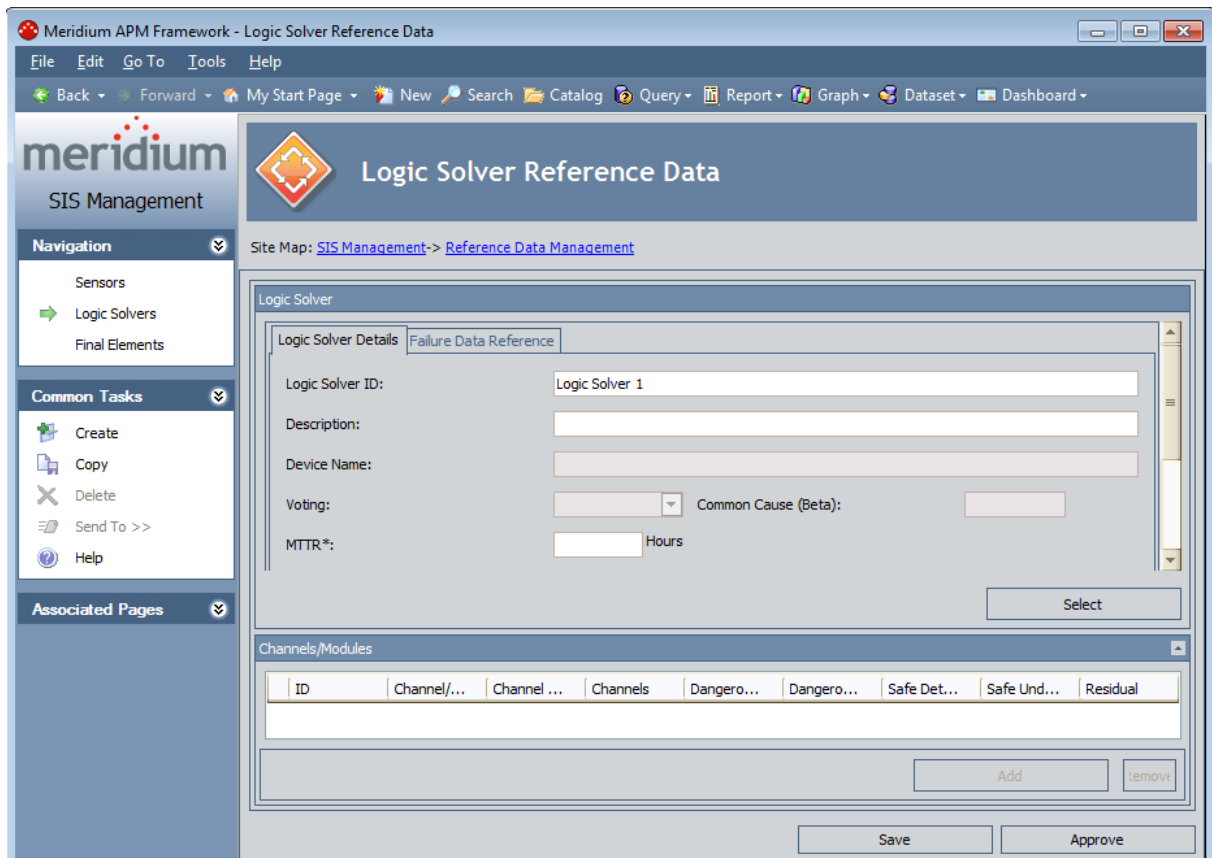 Meridium APM Framework - Logic Solver Reference Data
File Edit Go To Tools Help
Back Forward My Start Page New Search Catalog Query Report Graph Dataset Dashboard
meridium
SIS Management
Logic Solver Reference Data
Site Map: SIS Management-> Reference Data Management
Navigation
Sensors
Logic Solvers
Final Elements
Common Tasks
Create
Copy
Delete
Send To >>
Help
Associated Pages
Logic Solver
Logic Solver Details Failure Data Reference
Logic Solver ID: Logic Solver 1
Description:
Device Name:
Voting: Common Cause (Beta):
MTTR*: Hours
Select
Channels/Modules
ID Channel/... Channel ... Channels Dangero... Dangero... Safe Det... Safe Und... Residual
Add
Save Approve